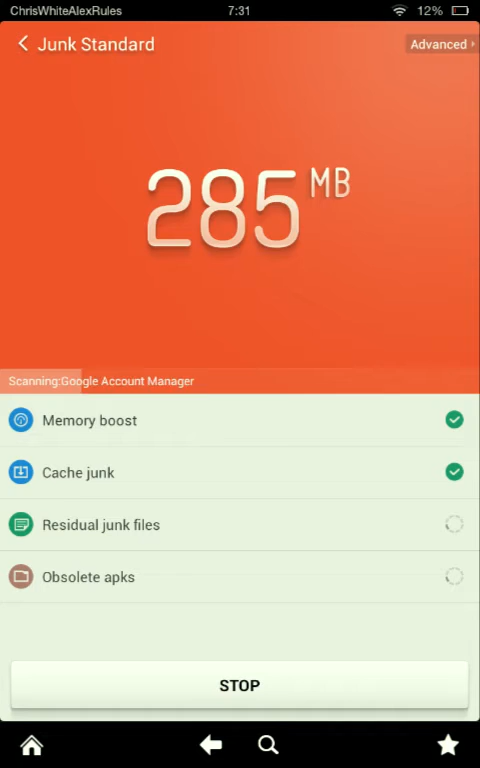 ChrisWhiteAlexRules 7:31 12%
Junk Standard Advanced
285 MB
Scanning:Google Account Manager
Memory boost
Cache junk
Residual junk files
Obsolete apks
STOP